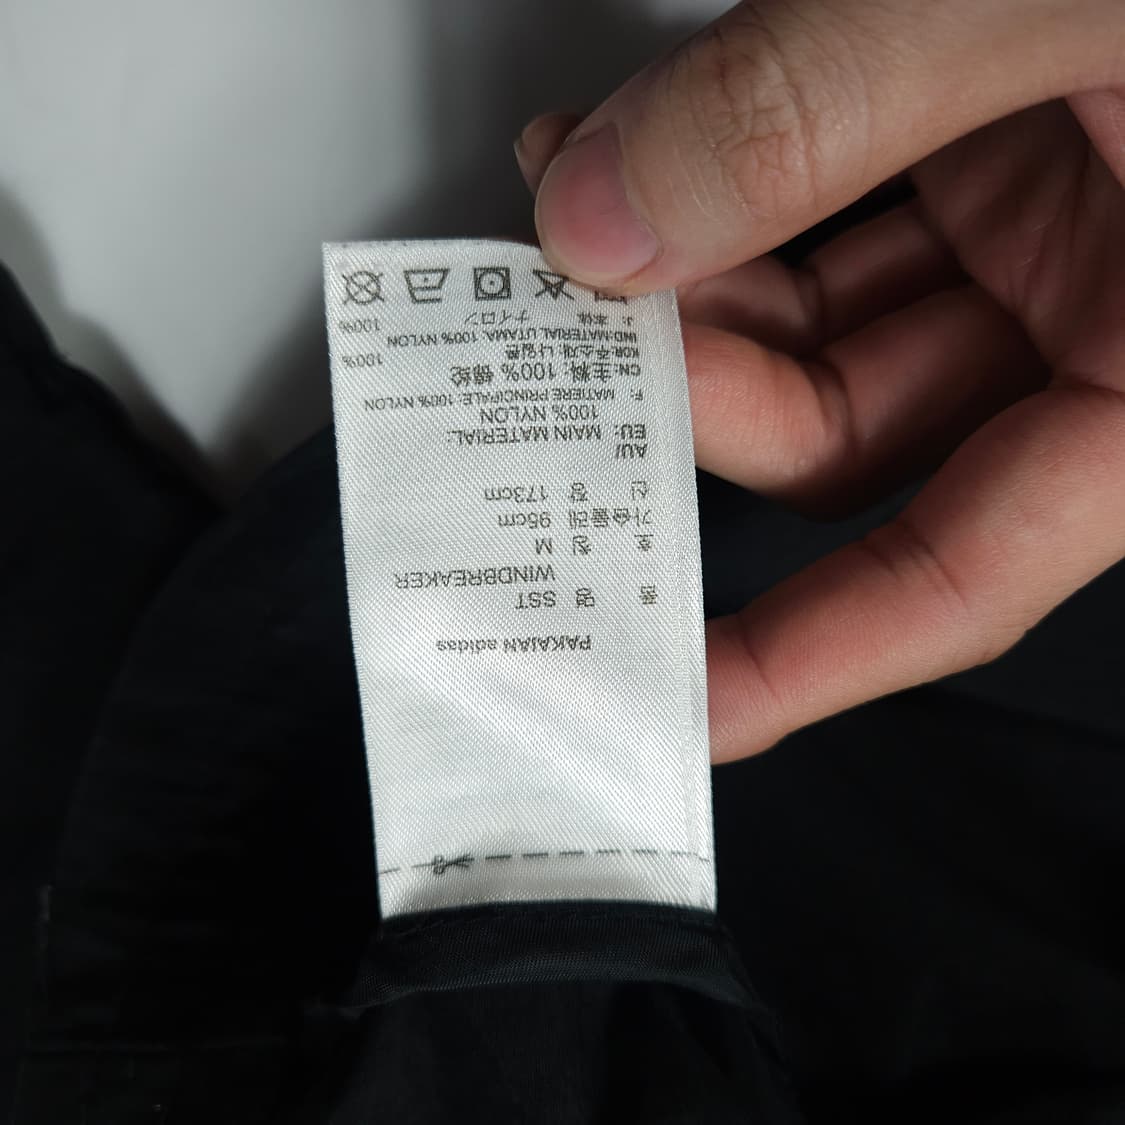 PAKAIAN adidas
품 명 SST
WINDBREAKER
호 칭 M
가슴둘레 95cm
신 장 173cm
AU/
EU: MAIN MATERIAL:
100% NYLON
F: MATIERE PRINCIPALE: 100% NYLON
CN: 主料: 100% 锦纶
KOR: 주소재: 나일론 100%
IND:MATERIAL UTAMA: 100% NYLON
J: 本体 ナイロン 100%